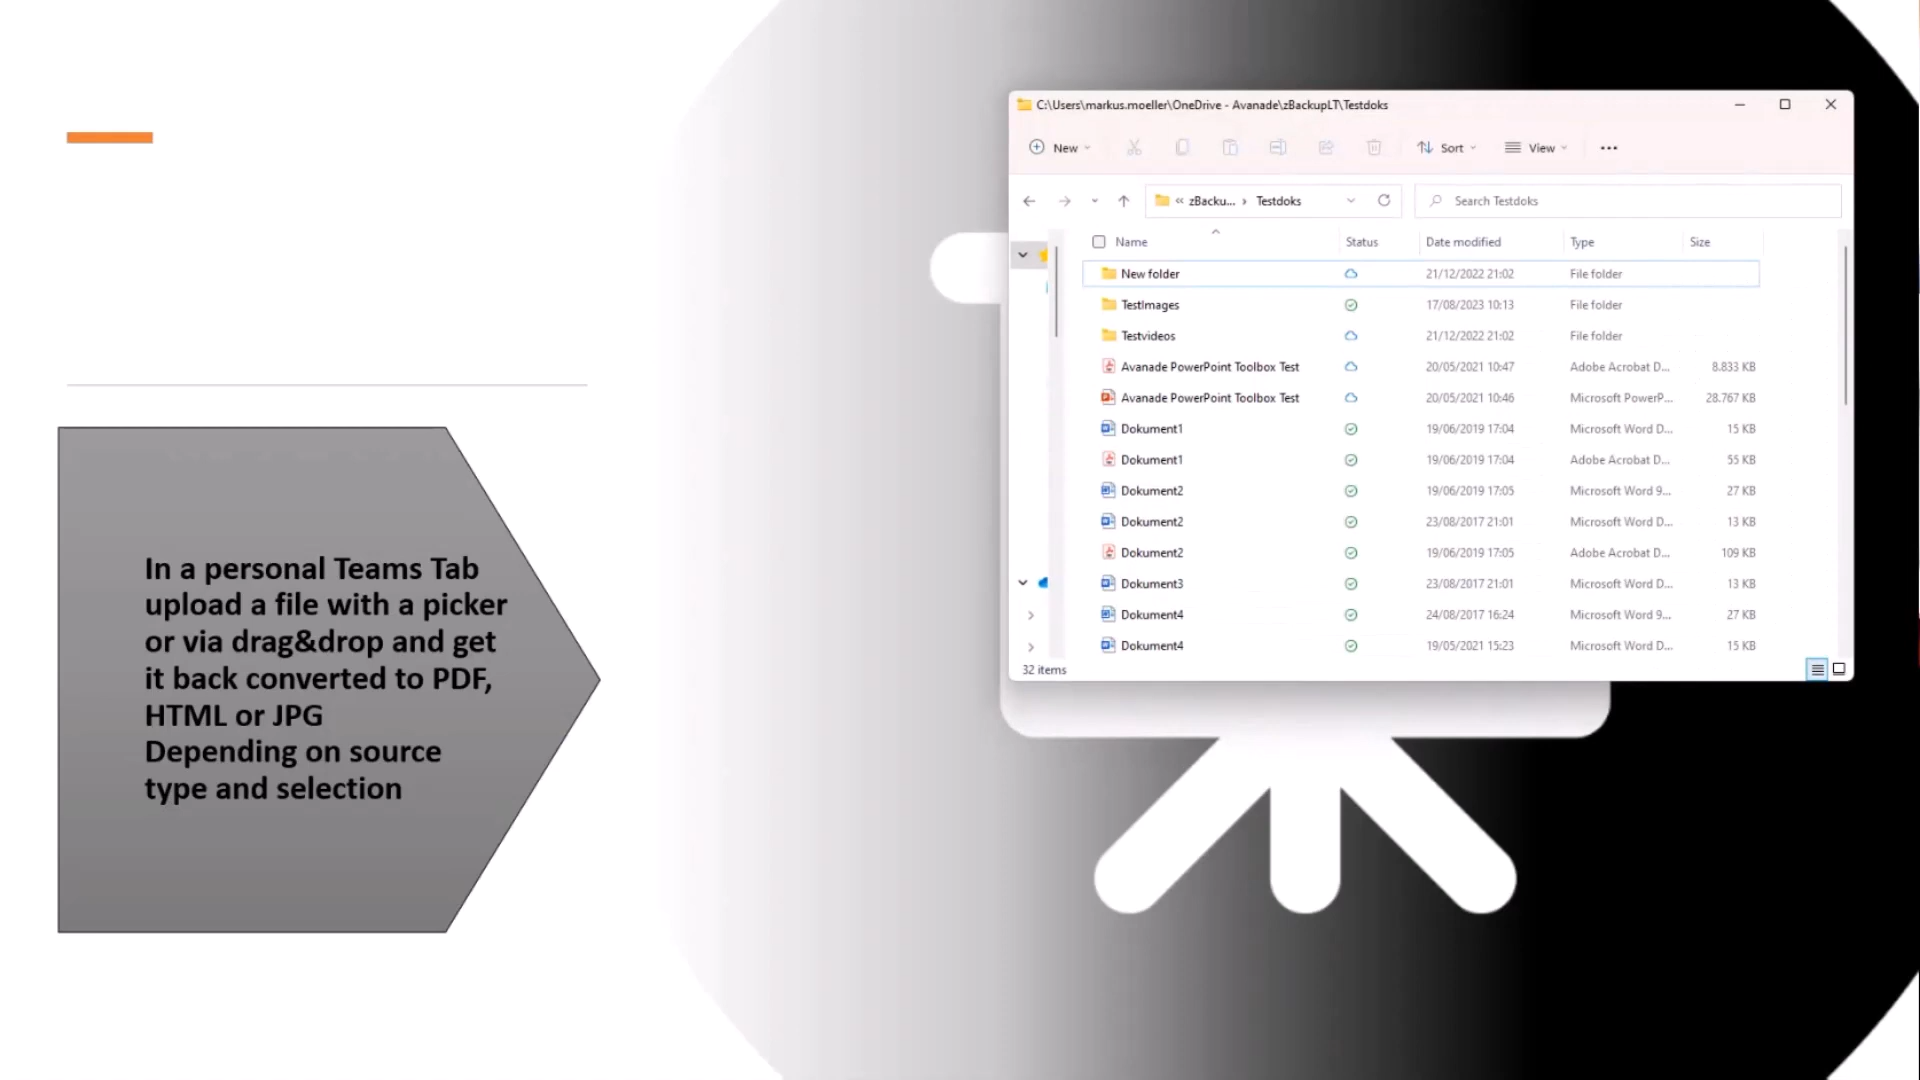 In a personal Teams Tab
upload a file with a picker
or via drag&drop and get
it back converted to PDF,
HTML or JPG
Depending on source
type and selection
C:\Users\markus.moeller\OneDrive - Avanade\zBackupLT\Testdoks
New Sort View
« zBacku... › Testdoks Search Testdoks
Name Status Date modified Type Size
New folder 21/12/2022 21:02 File folder
TestImages 17/08/2023 10:13 File folder
Testvideos 21/12/2022 21:02 File folder
Avanade PowerPoint Toolbox Test 20/05/2021 10:47 Adobe Acrobat D... 8.833 KB
Avanade PowerPoint Toolbox Test 20/05/2021 10:46 Microsoft PowerP... 28.767 KB
Dokument1 19/06/2019 17:04 Microsoft Word D... 15 KB
Dokument1 19/06/2019 17:04 Adobe Acrobat D... 55 KB
Dokument2 19/06/2019 17:05 Microsoft Word 9... 27 KB
Dokument2 23/08/2017 21:01 Microsoft Word D... 13 KB
Dokument2 19/06/2019 17:05 Adobe Acrobat D... 109 KB
Dokument3 23/08/2017 21:01 Microsoft Word D... 13 KB
Dokument4 24/08/2017 16:24 Microsoft Word 9... 27 KB
Dokument4 19/05/2021 15:23 Microsoft Word D... 15 KB
32 items